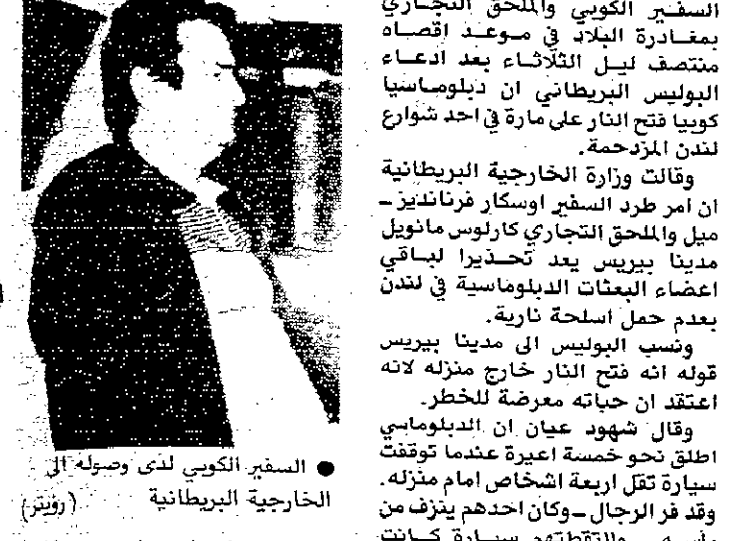 السفير الكوبي والملحق التجاري
بمغادرة البلاد في موعد اقصاه
منتصف ليل الثلاثاء بعد ادعاء
البوليس البريطاني ان دبلوماسيا
كوبيا فتح النار على مارة في احد شوارع
لندن المزدحمة.
وقالت وزارة الخارجية البريطانية
ان امر طرد السفير اوسكار فرنانديز ـ
ميل والملحق التجاري كارلوس مانويل
مدينا بيريس يعد تحذيرا لباقي
اعضاء البعثات الدبلوماسية في لندن
بعدم حمل اسلحة نارية.
ونسب البوليس الى مدينا بيريس
قوله انه فتح النار خارج منزله لانه
اعتقد ان حياته معرضة للخطر.
وقال شهود عيان ان الدبلوماسي
اطلق نحو خمسة اعيرة عندما توقفت
سيارة تقل اربعة اشخاص امام منزله.
وقد فر الرجال ـ وكان احدهم ينزف من
والتقطتهم سيارة كانت
● السفير الكوبي لدى وصوله الى
الخارجية البريطانية (رويتر)